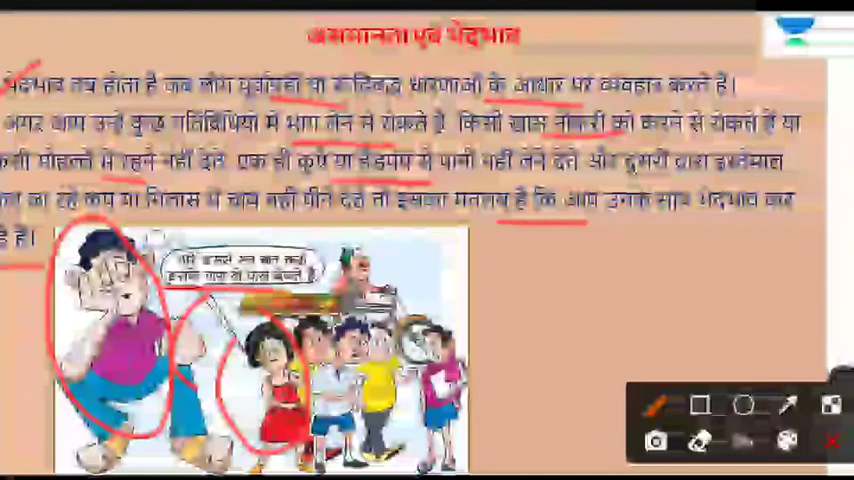 असमानता एवं भेदभाव
भेदभाव तब होता है जब लोग पूर्वाग्रहों या रूढ़िबद्ध धारणाओं के आधार पर व्यवहार करते हैं।
अगर आप उन्हें कुछ गतिविधियों में भाग लेने से रोकते हैं, किसी खास नौकरी को करने से रोकते हैं या
किसी मोहल्ले में रहने नहीं देते, एक ही कुएँ या हैंडपंप से पानी नहीं लेने देते और दूसरों द्वारा इस्तेमाल
जा रहे कप या गिलास में चाय नहीं पीने देते तो इसका मतलब है कि आप उनके साथ भेदभाव कर
हैं।